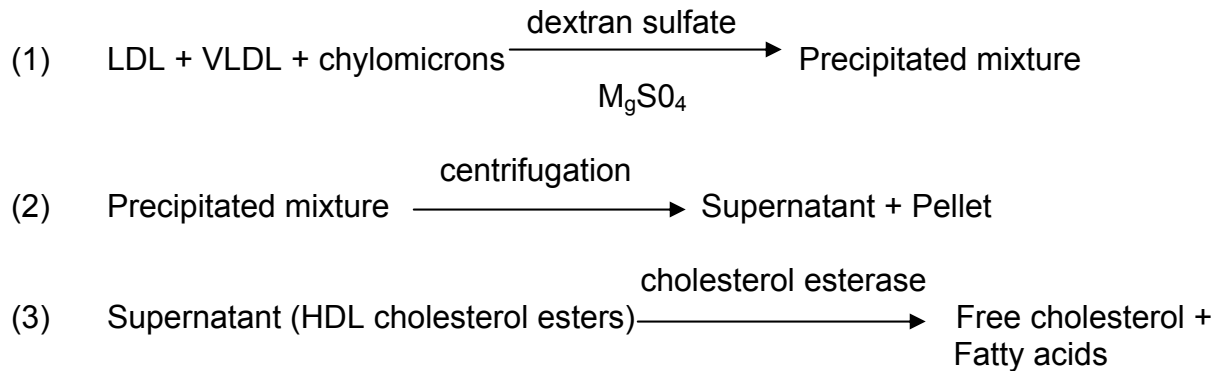 dextran sulfate
(1) LDL + VLDL + chylomicrons Precipitated mixture
MgS04
centrifugation
(2) Precipitated mixture Supernatant + Pellet
cholesterol esterase
(3) Supernatant (HDL cholesterol esters) Free cholesterol +
Fatty acids